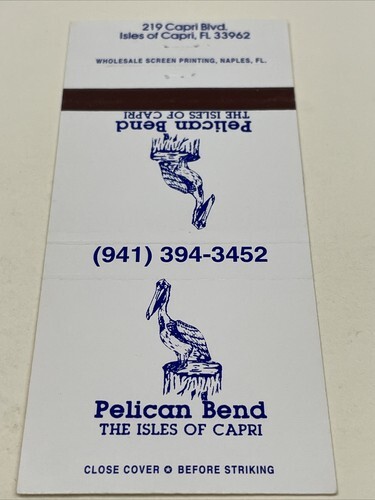 219 Capri Blvd.
Isles of Capri, FL 33962
WHOLESALE SCREEN PRINTING, NAPLES, FL.
THE ISLES OF CAPRI
Pelican Bend
(941) 394-3452
Pelican Bend
THE ISLES OF CAPRI
CLOSE COVER ✪ BEFORE STRIKING